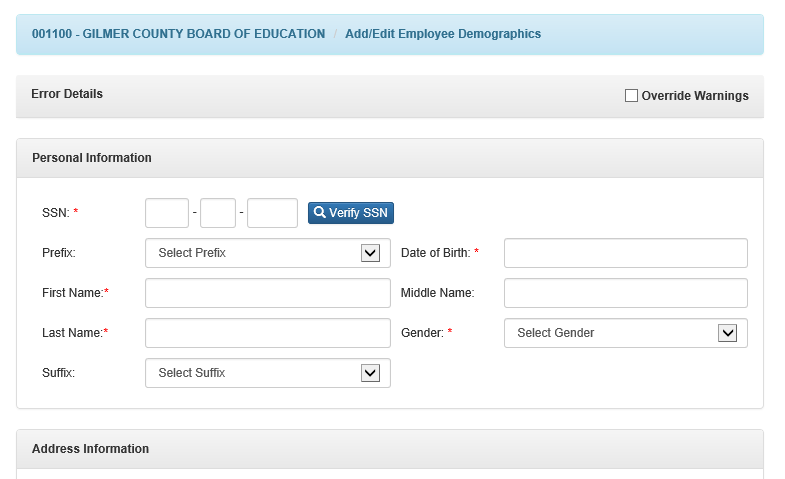 001100 - GILMER COUNTY BOARD OF EDUCATION / Add/Edit Employee Demographics
Error Details
Override Warnings
Personal Information
SSN: * - - Verify SSN
Prefix: Select Prefix Date of Birth: *
First Name:* Middle Name:
Last Name:* Gender: * Select Gender
Suffix: Select Suffix
Address Information